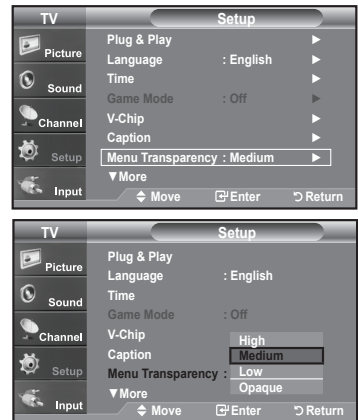 TV Setup
Picture
Sound
Channel
Setup
Input
Plug & Play ►
Language : English ►
Time ►
Game Mode : Off ►
V-Chip ►
Caption ►
Menu Transparency : Medium ►
▼More
Move Enter Return
TV Setup
Picture
Sound
Channel
Setup
Input
Plug & Play
Language : English
Time
Game Mode : Off
V-Chip
Caption
Menu Transparency :
▼More
High
Medium
Low
Opaque
Move Enter Return